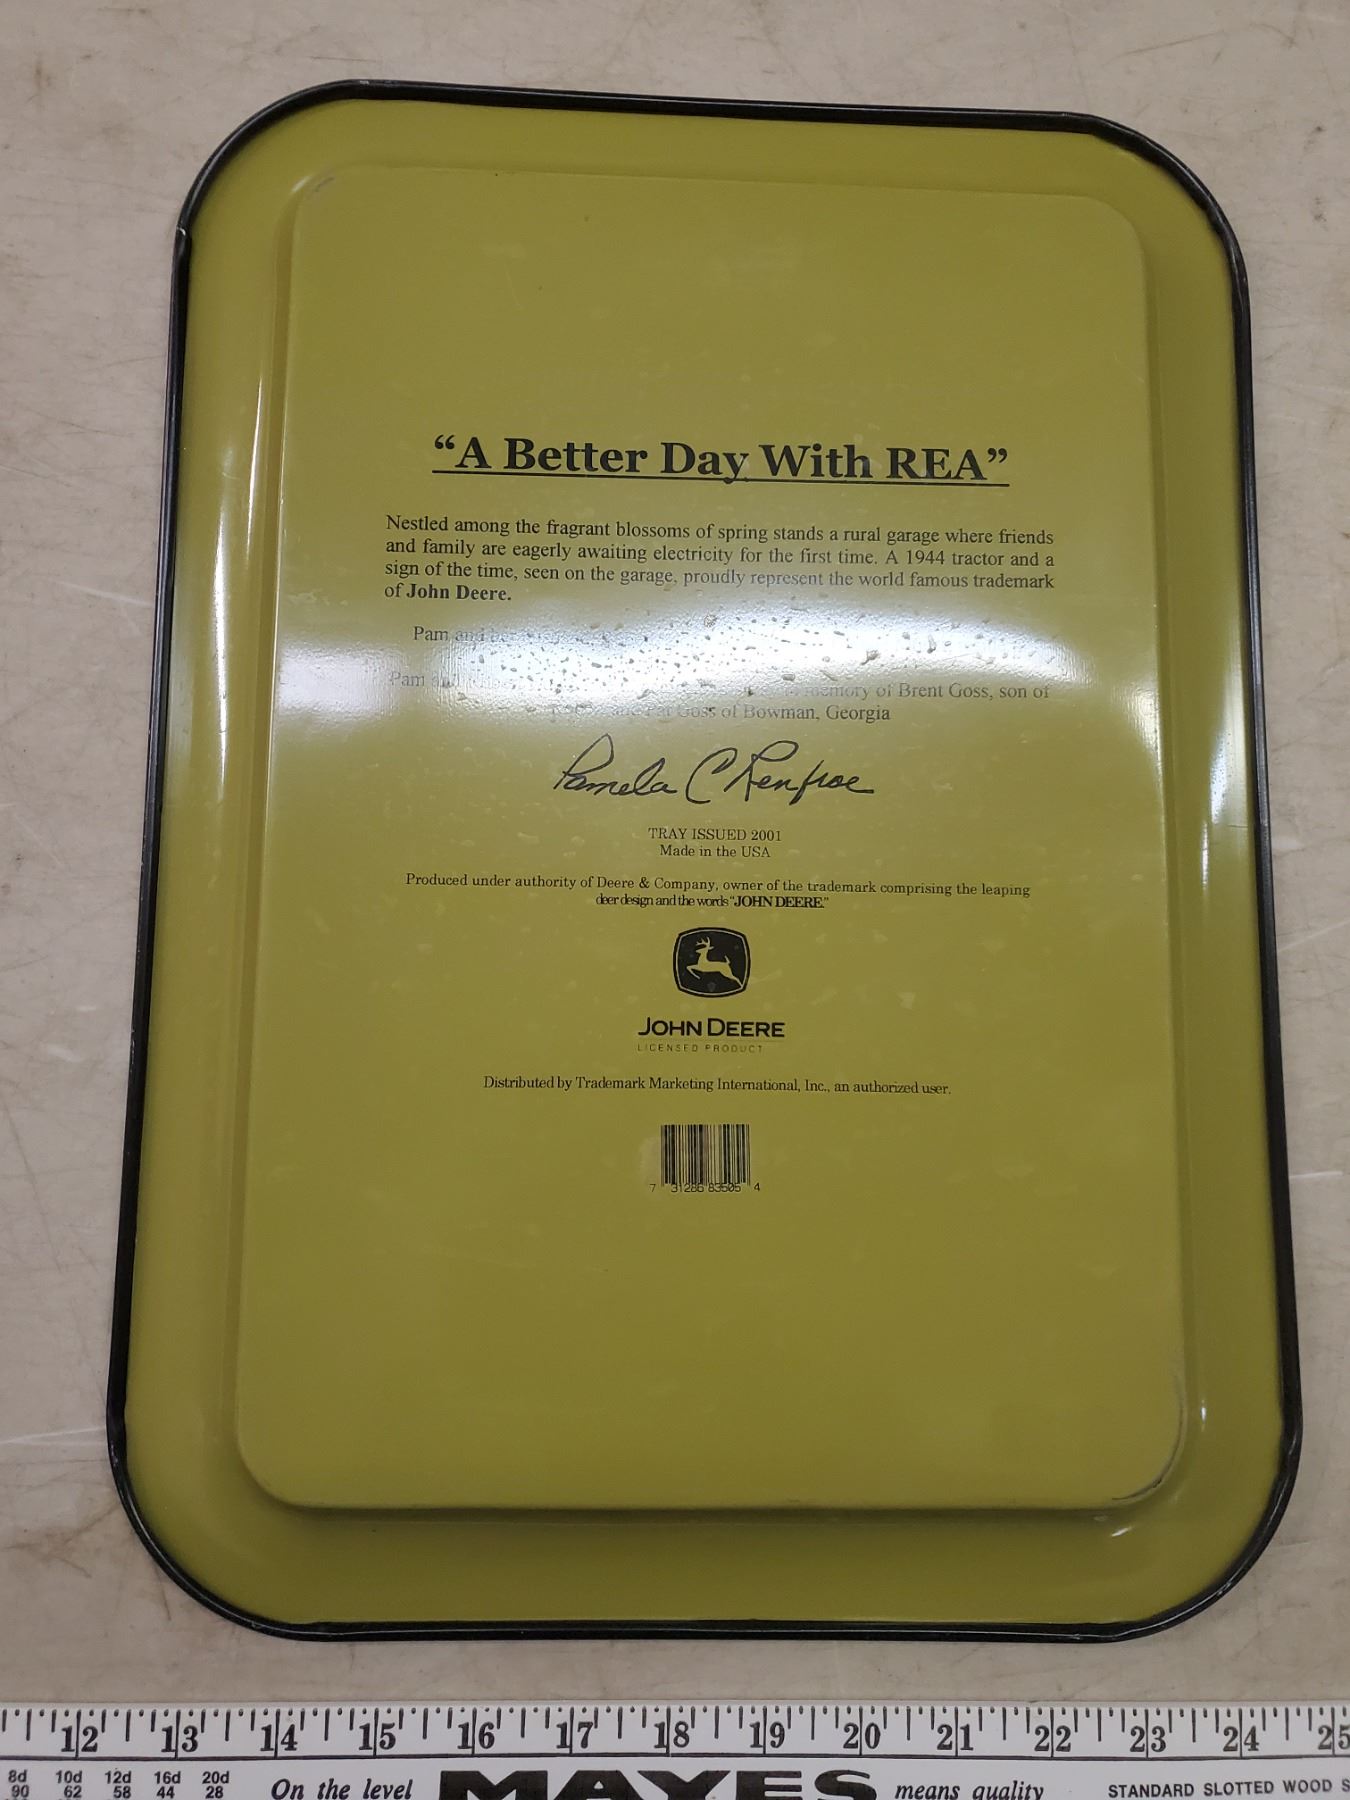 “A Better Day With REA”
Nestled among the fragrant blossoms of spring stands a rural garage where friends
and family are eagerly awaiting electricity for the first time. A 1944 tractor and a
sign of the time, seen on the garage, proudly represent the world famous trademark
of John Deere.
Pam and
Pam memory of Brent Goss, son of
and Pat Goss of Bowman, Georgia
Pamela C Renfroe
TRAY ISSUED 2001
Made in the USA
Produced under authority of Deere & Company, owner of the trademark comprising the leaping
deer design and the words "JOHN DEERE."
JOHN DEERE
LICENSED PRODUCT
Distributed by Trademark Marketing International, Inc., an authorized user.
7 31286 83505 4
12 13 14 15 16 17 18 19 20 21 22 23 24 25
8d 10d 12d 16d 20d
90 62 58 44 28
On the level MAYES means quality STANDARD SLOTTED WOOD S